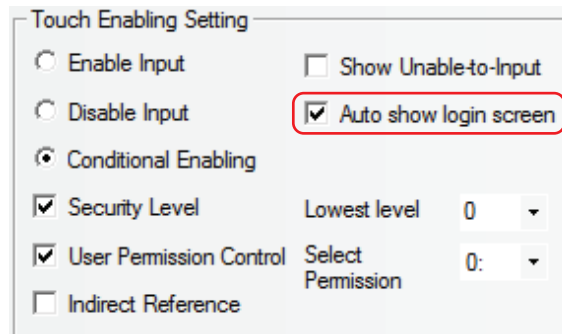 Touch Enabling Setting
Enable Input
Show Unable-to-Input
Disable Input
Auto show login screen
Conditional Enabling
Security Level
Lowest level
0
User Permission Control
Select
Permission
0:
Indirect Reference